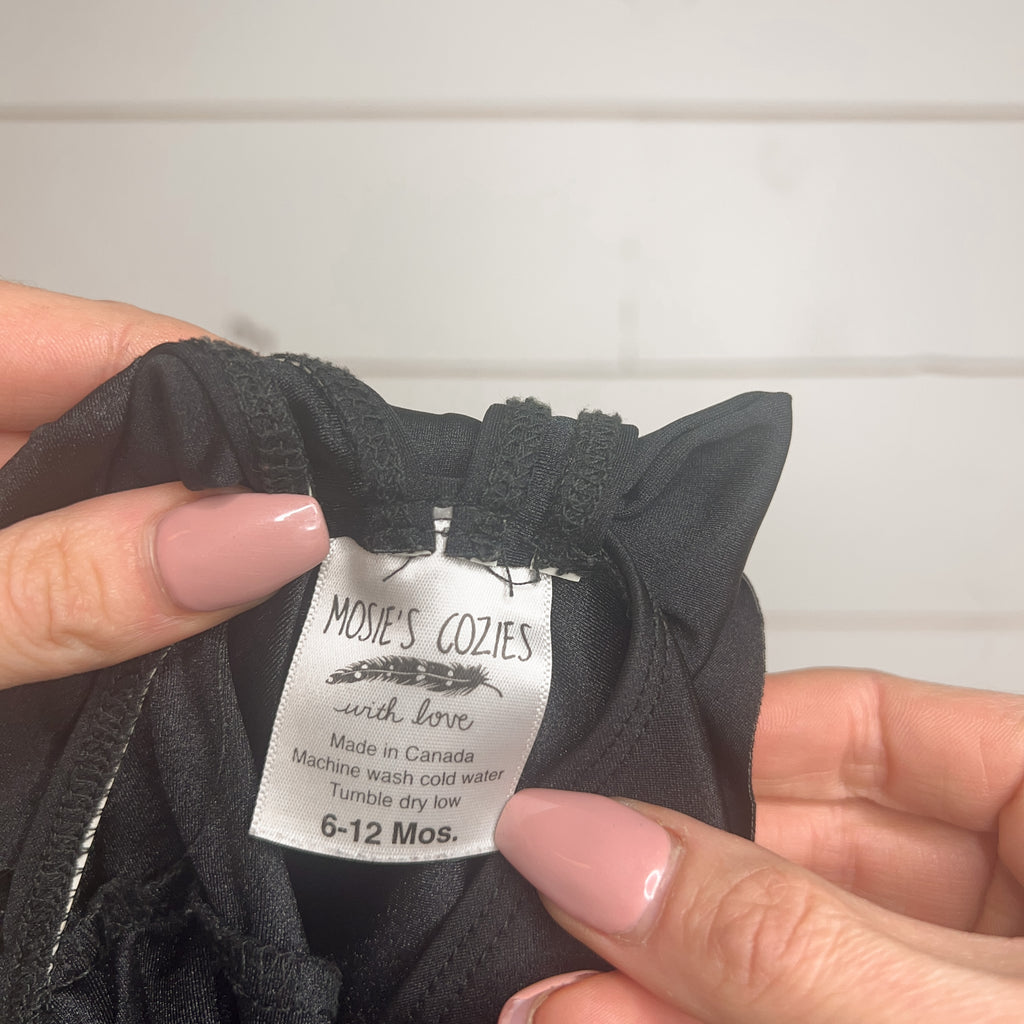 MOSIE'S COZIES
with love
Made in Canada
Machine wash cold water
Tumble dry low
6-12 Mos.